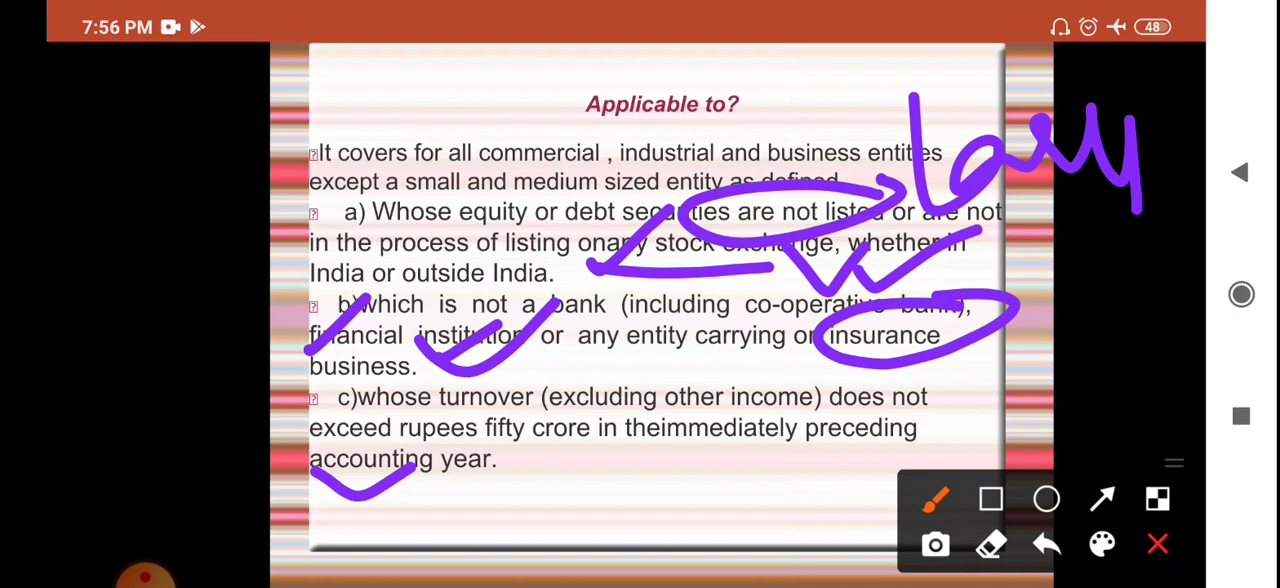 7:56 PM
48
Applicable to?
It covers for all commercial , industrial and business entities
except a small and medium sized entity as defined
a) Whose equity or debt securities are not listed or are not
in the process of listing onany stock exchange, whether in
India or outside India.
b)which is not a bank (including co-operative bank),
financial institution or any entity carrying on insurance
business.
c)whose turnover (excluding other income) does not
exceed rupees fifty crore in theimmediately preceding
accounting year.